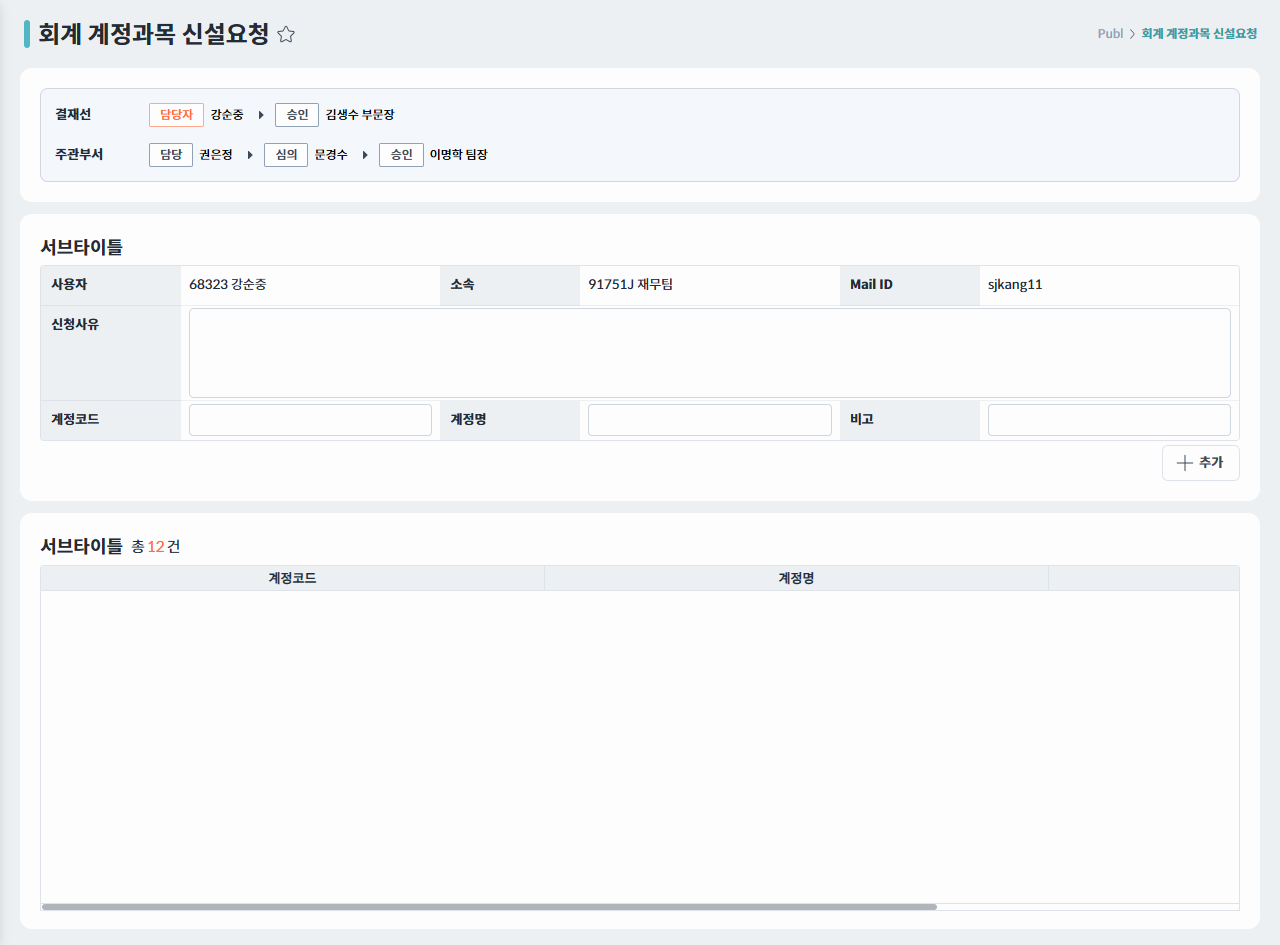 회계 계정과목 신설요청
Publ > 회계 계정과목 신설요청
결재선 담당자 강순중 승인 김생수 부문장
주관부서 담당 권은정 심의 문경수 승인 이명학 팀장
서브타이틀
사용자 68323 강순중 소속 91751J 재무팀 Mail ID sjkang11
신청사유
계정코드 계정명 비고
추가
서브타이틀 총 12 건
계정코드 계정명